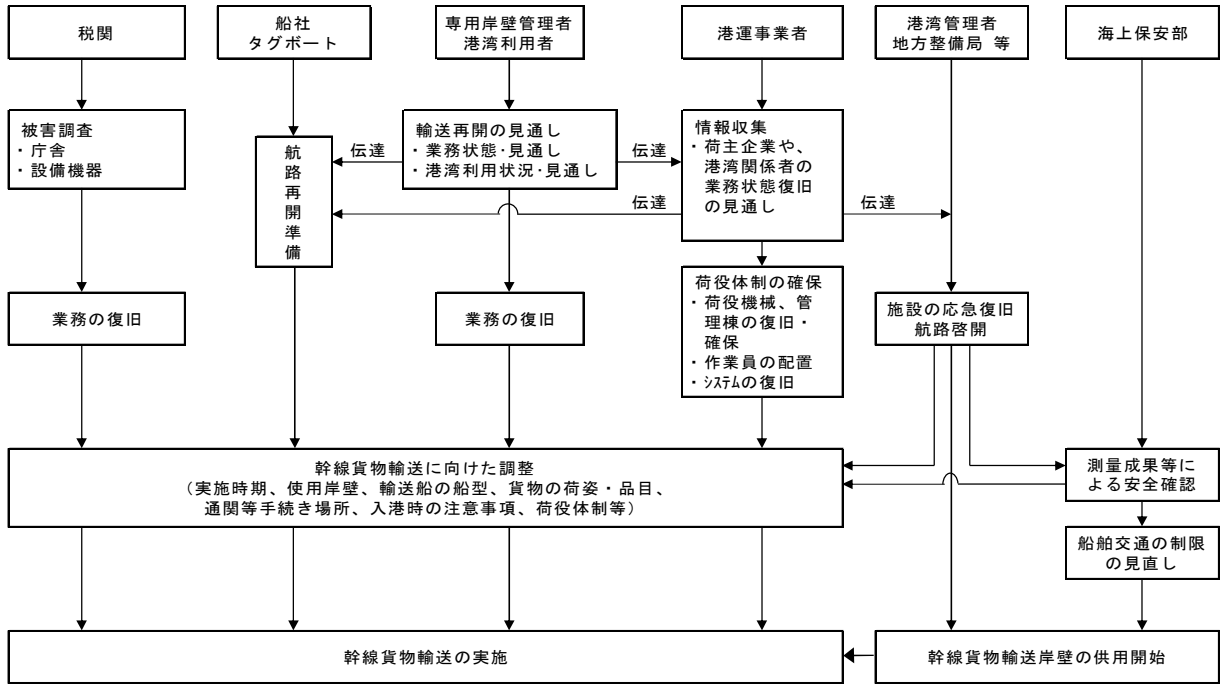 税関
船社
タグボート
専用岸壁管理者
港湾利用者
港運事業者
港湾管理者
地方整備局 等
海上保安部
被害調査
・庁舎
・設備機器
航路再開準備
伝達
輸送再開の見通し
・業務状態･見通し
・港湾利用状況･見通し
伝達
情報収集
・荷主企業や、
港湾関係者の
業務状態復旧
の見通し
伝達
伝達
業務の復旧
業務の復旧
荷役体制の確保
・荷役機械、管
理棟の復旧・
確保
・作業員の配置
・ｼｽﾃﾑの復旧
施設の応急復旧
航路啓開
幹線貨物輸送に向けた調整
（実施時期、使用岸壁、輸送船の船型、貨物の荷姿・品目、
通関等手続き場所、入港時の注意事項、荷役体制等）
測量成果等に
よる安全確認
船舶交通の制限
の見直し
幹線貨物輸送の実施
幹線貨物輸送岸壁の供用開始